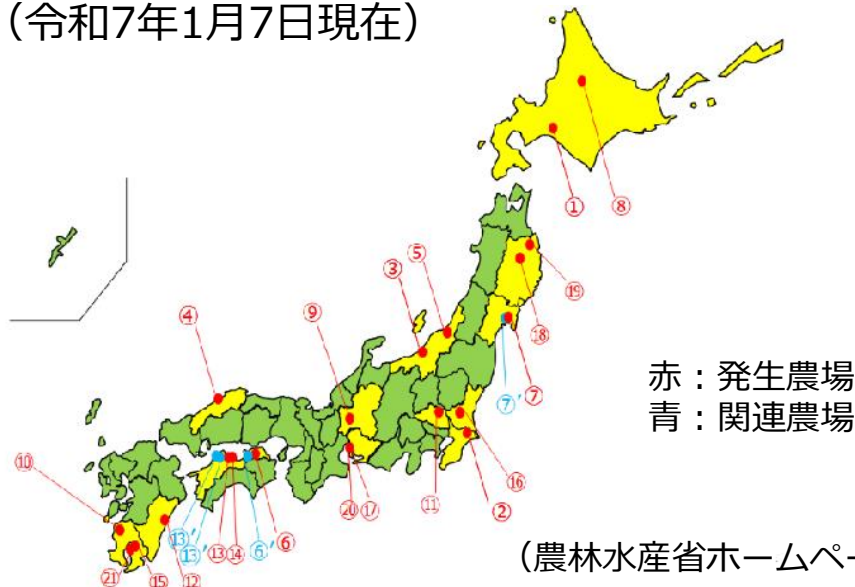 （令和7年1月7日現在）
① ⑧
⑤
③
⑲
④
⑨
⑱
⑦′ ⑦
赤：発生農場
青：関連農場
⑯
⑩
⑳ ⑰ ⑪ ②
⑬′
⑬′ ⑬ ⑭ ⑥′ ⑥
㉑ ⑮ ⑫
（農林水産省ホームペー